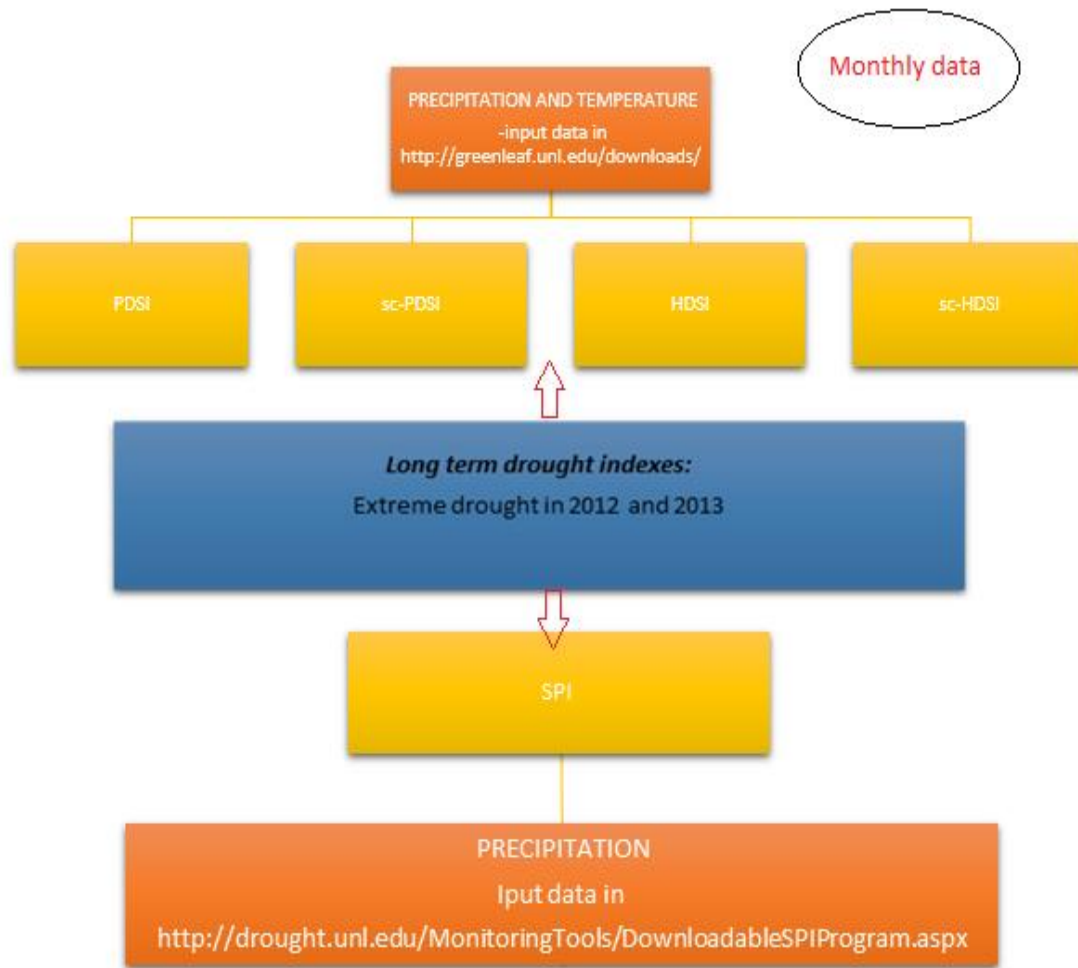 Monthly data
PRECIPITATION AND TEMPERATURE
-input data in
http://greenleaf.unl.edu/downloads/
PDSI
sc-PDSI
HDSI
sc-HDSI
Long term drought indexes:
Extreme drought in 2012 and 2013
SPI
PRECIPITATION
Iput data in
http://drought.unl.edu/MonitoringTools/DownloadableSPIProgram.aspx